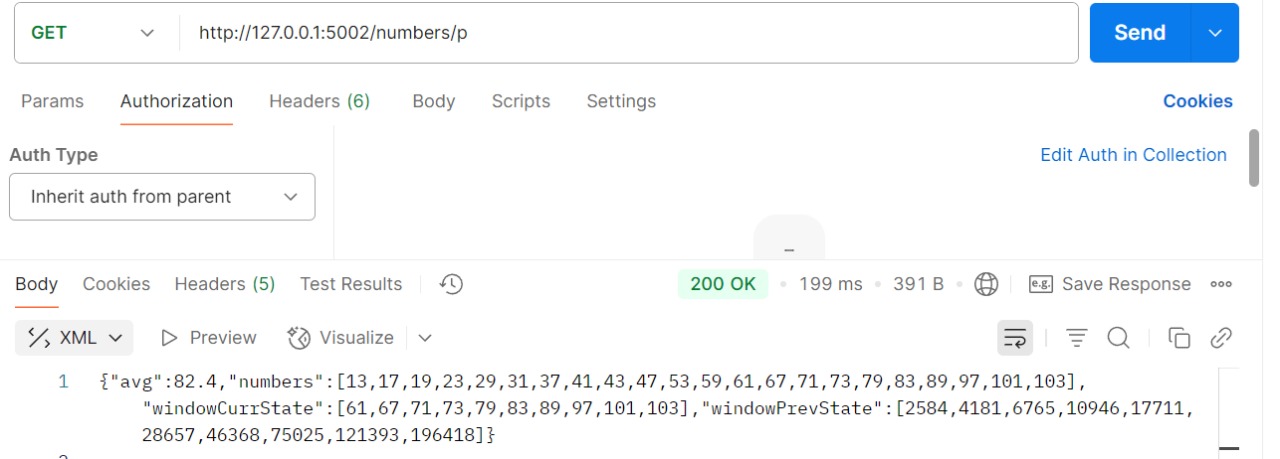 GET http://127.0.0.1:5002/numbers/p Send
Params Authorization Headers (6) Body Scripts Settings Cookies
Auth Type Edit Auth in Collection
Inherit auth from parent
Body Cookies Headers (5) Test Results 200 OK • 199 ms • 391 B • e.g. Save Response
XML Preview Visualize
1 {"avg":82.4,"numbers":[13,17,19,23,29,31,37,41,43,47,53,59,61,67,71,73,79,83,89,97,101,103],
"windowCurrState":[61,67,71,73,79,83,89,97,101,103],"windowPrevState":[2584,4181,6765,10946,17711,
28657,46368,75025,121393,196418]}